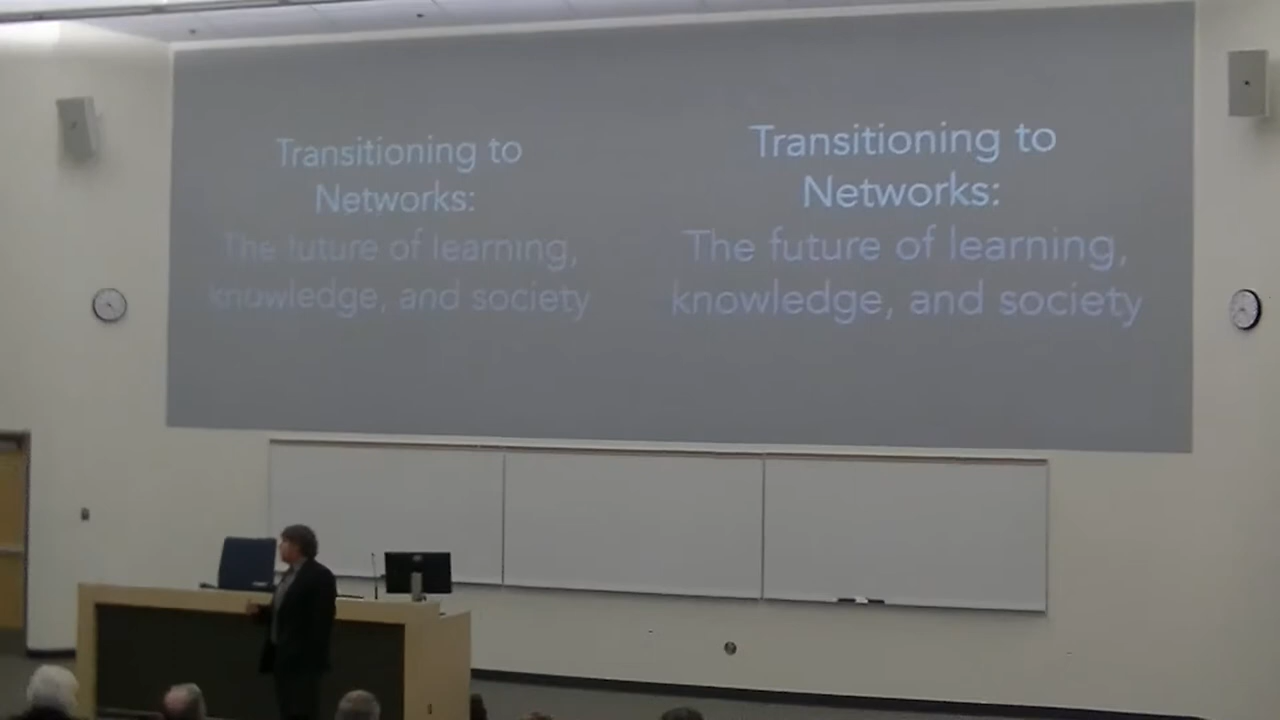 Transitioning to
Networks:
The future of learning,
knowledge, and society
Transitioning to
Networks:
The future of learning,
knowledge, and society